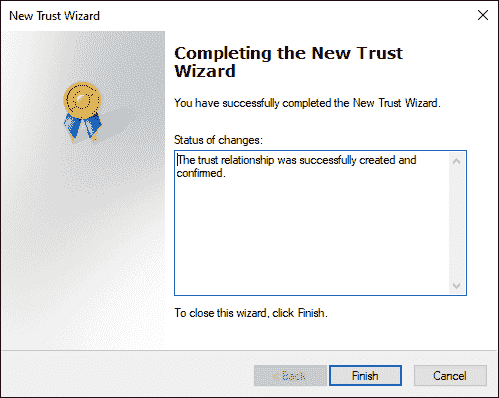 New Trust Wizard
Completing the New Trust
Wizard
You have successfully completed the New Trust Wizard.
Status of changes:
The trust relationship was successfully created and
confirmed.
To close this wizard, click Finish.
< Back
Finish
Cancel